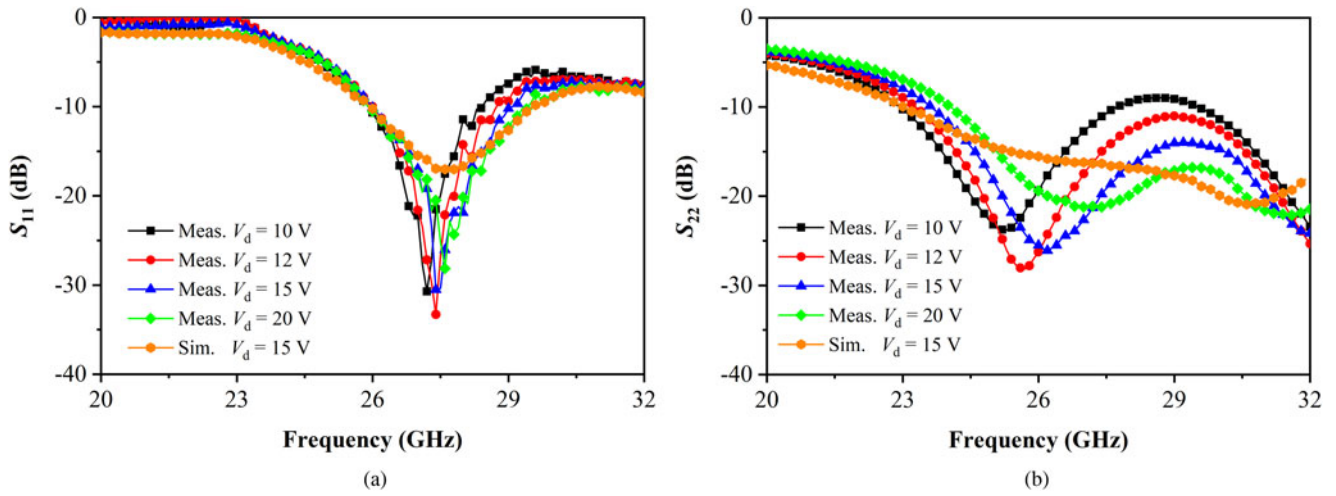 0
-10
-20
-30
-40
S11 (dB)
Meas. Vd = 10 V
Meas. Vd = 12 V
Meas. Vd = 15 V
Meas. Vd = 20 V
Sim. Vd = 15 V
20 23 26 29 32
Frequency (GHz)
(a)
0
-10
-20
-30
-40
S22 (dB)
Meas. Vd = 10 V
Meas. Vd = 12 V
Meas. Vd = 15 V
Meas. Vd = 20 V
Sim. Vd = 15 V
20 23 26 29 32
Frequency (GHz)
(b)